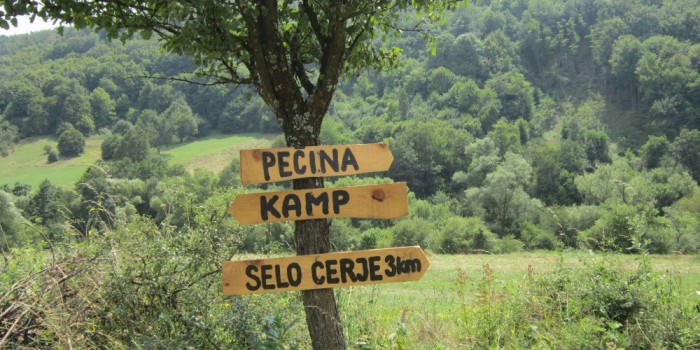 PECINA
KAMP
SELO CERJE 3km